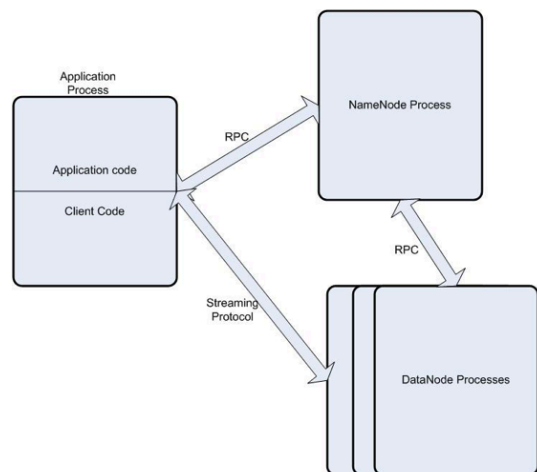 Application
Process
NameNode Process
RPC
Application code
Client Code
RPC
Streaming
Protocol
DataNode Processes